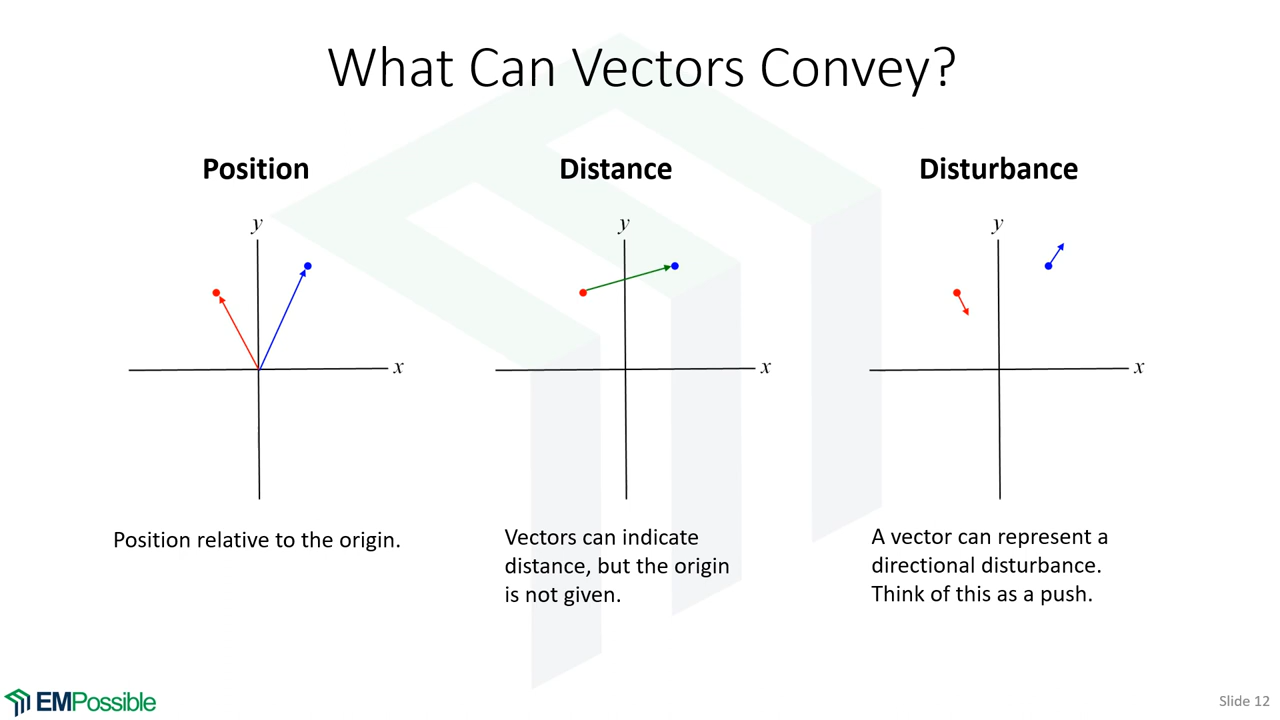 What Can Vectors Convey?
Position
Distance
Disturbance
y
x
y
x
y
x
Position relative to the origin.
Vectors can indicate
distance, but the origin
is not given.
A vector can represent a
directional disturbance.
Think of this as a push.
EMPossible
Slide 12